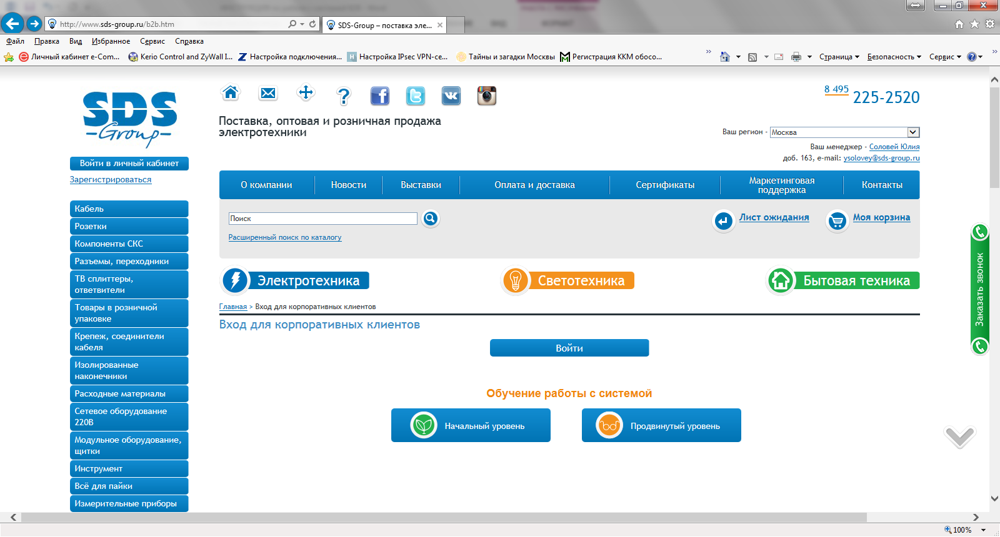 http://www.sds-group.ru/b2b.htm
SDS-Group – поставка эле...
Файл Правка Вид Избранное Сервис Справка
Личный кабинет e-Com... Kerio Control and ZyWall I... Настройка подключения... Настройка IPsec VPN-се... Тайны и загадки Москвы Регистрация ККМ обосо... Страница Безопасность Сервис
SDS
Group
8 495 225-2520
Поставка, оптовая и розничная продажа
электротехники
Ваш регион - Москва
Ваш менеджер - Соловей Юлия
доб. 163, e-mail: ysolovey@sds-group.ru
Войти в личный кабинет
Зарегистрироваться
О компании Новости Выставки Оплата и доставка Сертификаты Маркетинговая
поддержка Контакты
Поиск
Расширенный поиск по каталогу
Лист ожидания Моя корзина
Электротехника Светотехника Бытовая техника
Главная > Вход для корпоративных клиентов
Вход для корпоративных клиентов
Войти
Обучение работы с системой
Начальный уровень Продвинутый уровень
Заказать звонок
Кабель
Розетки
Компоненты СКС
Разъемы, переходники
ТВ сплиттеры,
ответвители
Товары в розничной
упаковке
Крепеж, соединители
кабеля
Изолированные
наконечники
Расходные материалы
Сетевое оборудование
220В
Модульное оборудование,
щитки
Инструмент
Всё для пайки
Измерительные приборы
100%